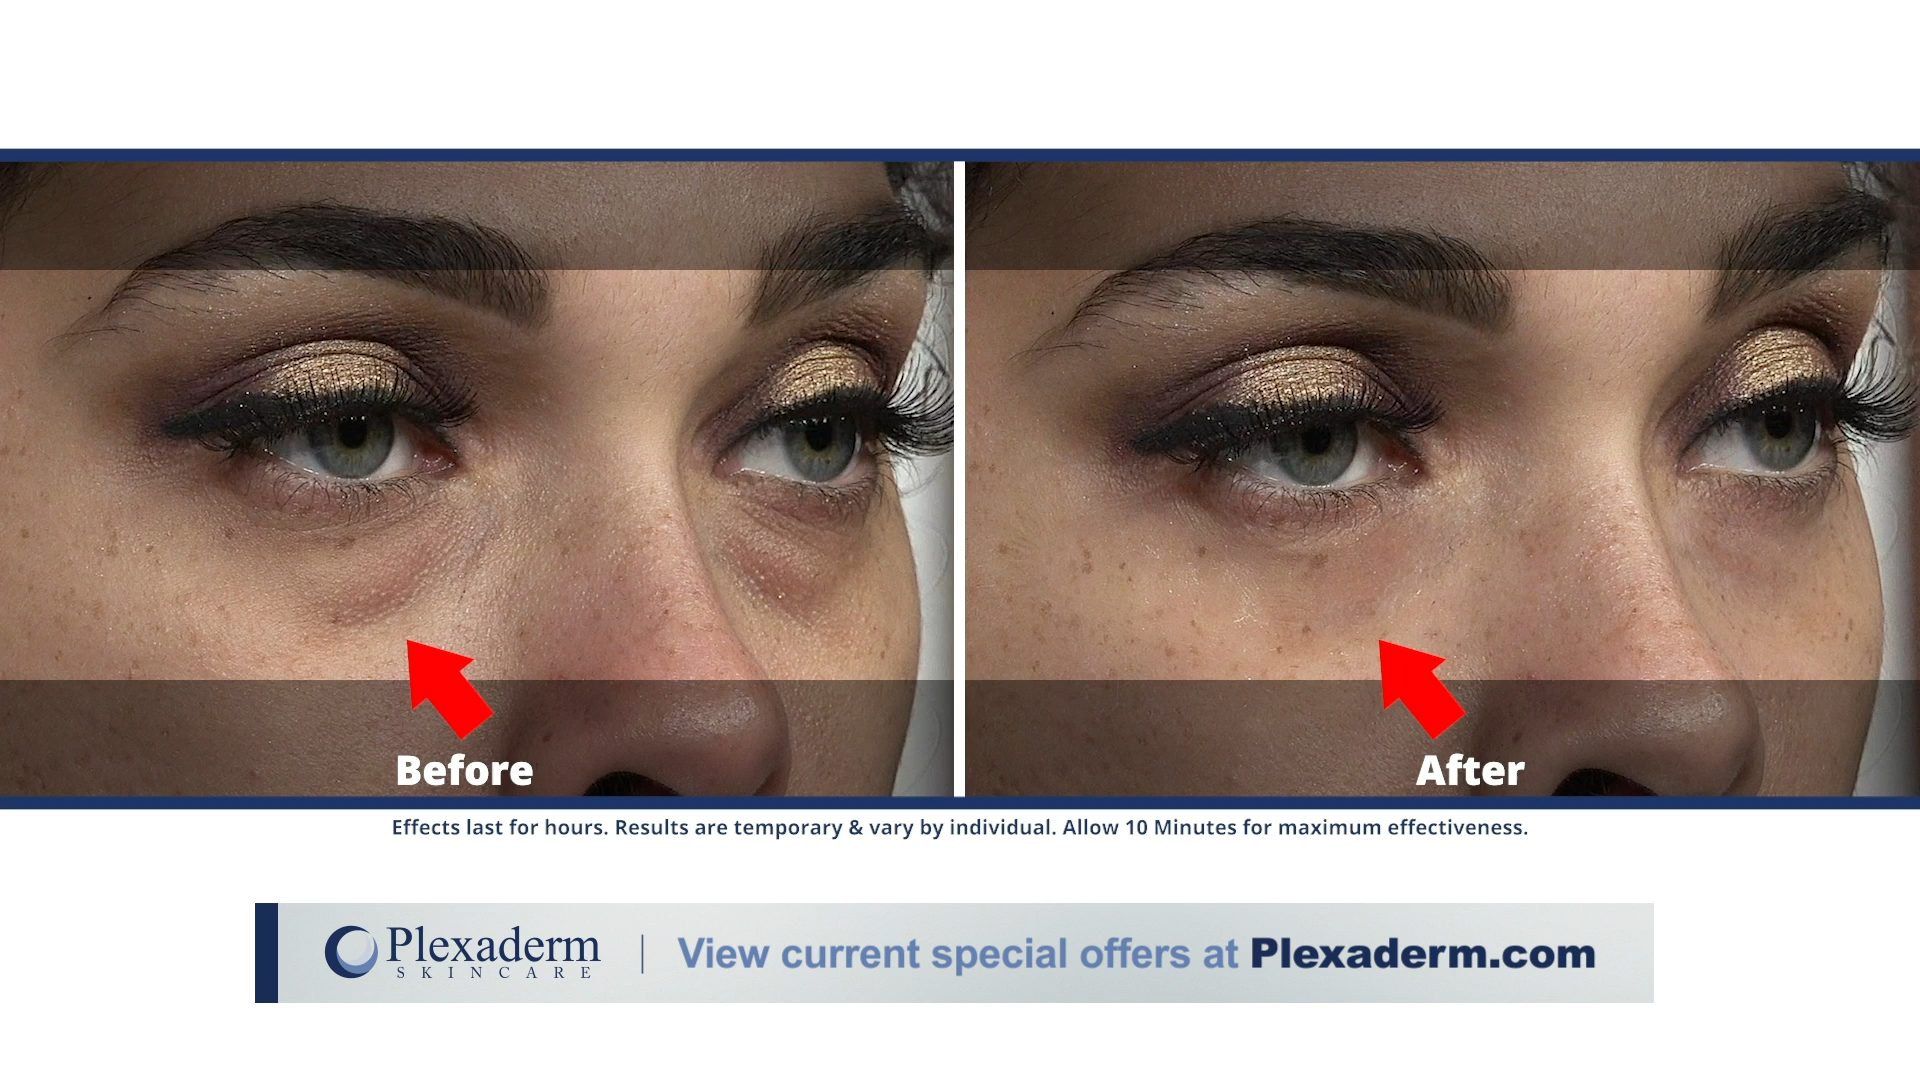 Before
After
Effects last for hours. Results are temporary & vary by individual. Allow 10 Minutes for maximum effectiveness.
Plexaderm
SKINCARE
View current special offers at Plexaderm.com